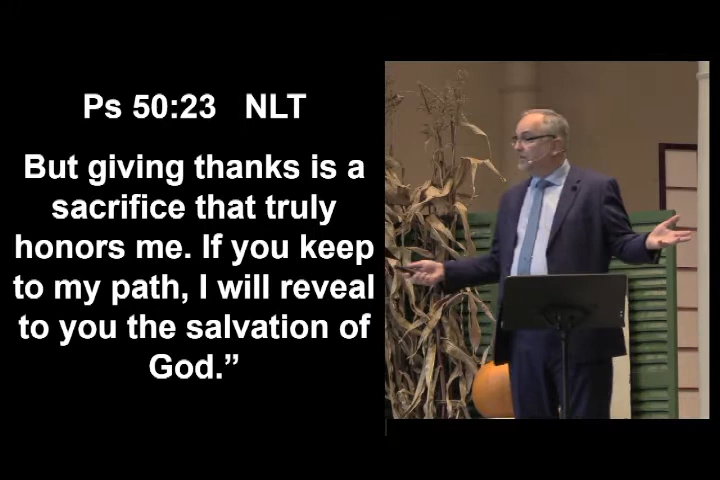 Ps 50:23 NLT
But giving thanks is a
sacrifice that truly
honors me. If you keep
to my path, I will reveal
to you the salvation of
God.”